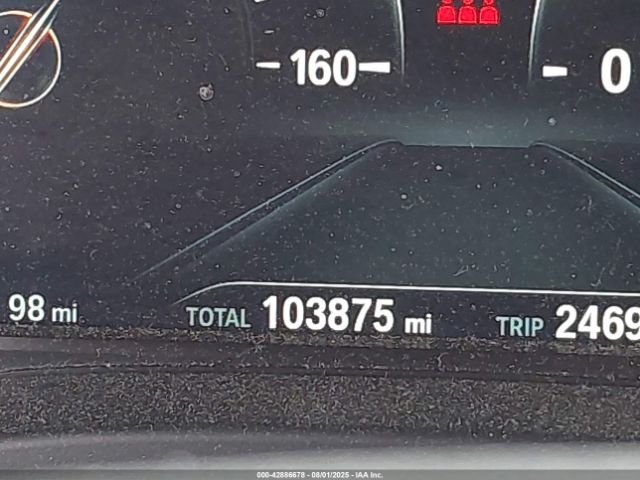 160 0
98 mi TOTAL 103875 mi TRIP 2469
000-42886678 - 08/01/2025 - IAA Inc.